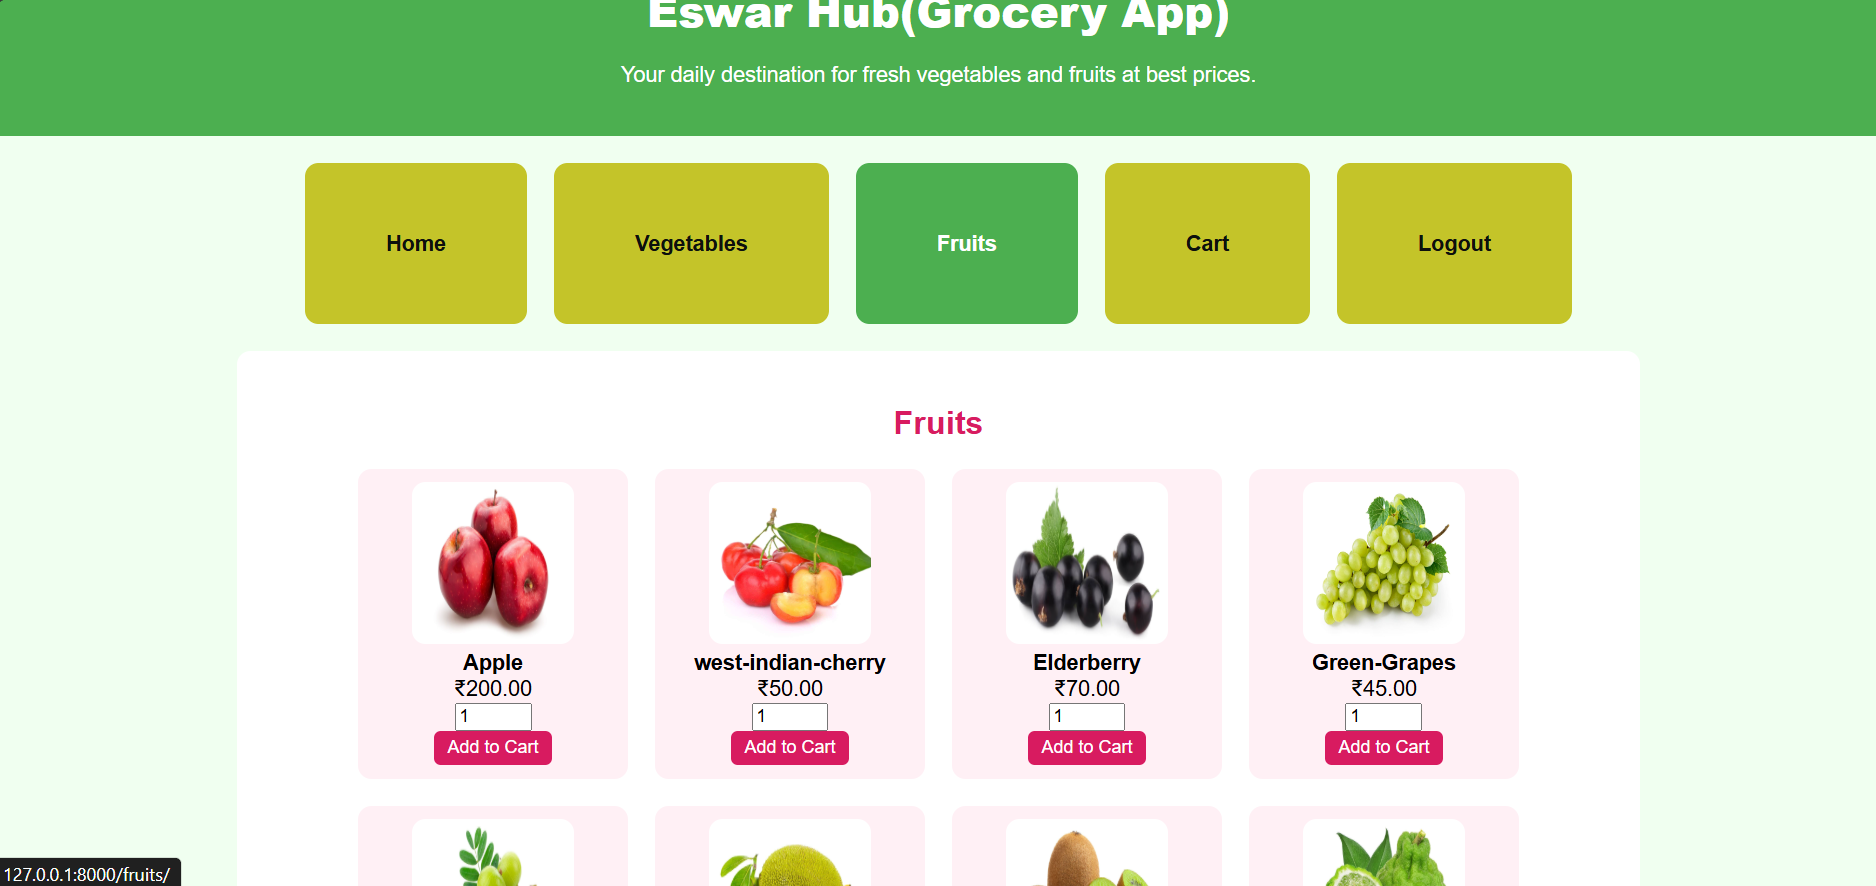 Eswar Hub(Grocery App)
Your daily destination for fresh vegetables and fruits at best prices.
Home Vegetables Fruits Cart Logout
Fruits
Apple west-indian-cherry Elderberry Green-Grapes
₹200.00 ₹50.00 ₹70.00 ₹45.00
1 1 1 1
Add to Cart Add to Cart Add to Cart Add to Cart
127.0.0.1:8000/fruits/